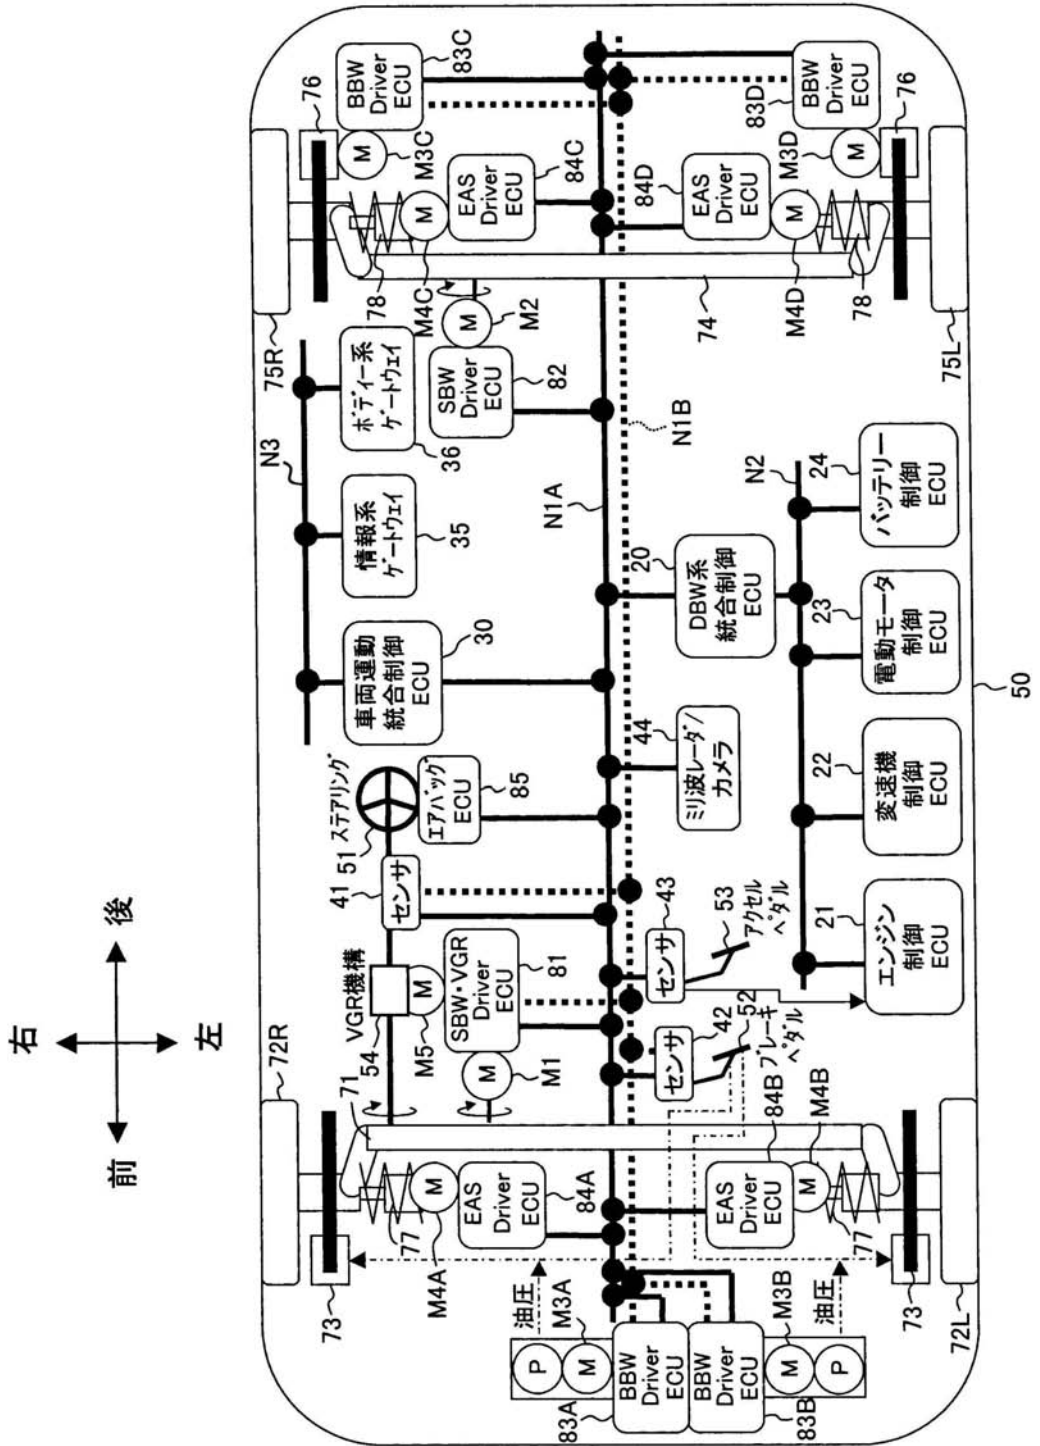 右
左
前
後
72R
VGR機構
54
71
M5
センサ
41
51
ステアリング
エアバッグ
ECU
85
SBW・VGR
Driver
ECU
81
M
M
M1
73
77
M
M4A
EAS
Driver
ECU
84A
車両運動
統合制御
ECU
30
情報系
ゲートウェイ
35
ボディー系
ゲートウェイ
36
N3
75R
SBW
Driver
ECU
82
M
M2
78
M
M4C
EAS
Driver
ECU
84C
76
M
M3C
BBW
Driver
ECU
83C
N1A
N1B
油圧
P
M
M3A
BBW
Driver
ECU
83A
BBW
Driver
ECU
83B
M
P
M3B
油圧
EAS
Driver
ECU
84B
M
M4B
77
73
72L
センサ
42
52
ブレーキ
ペダル
センサ
43
53
アクセル
ペダル
ミリ波レーダ/
カメラ
44
DBW系
統合制御
ECU
20
エンジン
制御
ECU
21
変速機
制御
ECU
22
電動モータ
制御
ECU
23
バッテリー
制御
ECU
24
N2
50
74
EAS
Driver
ECU
84D
M
M4D
78
M
M3D
76
BBW
Driver
ECU
83D
75L